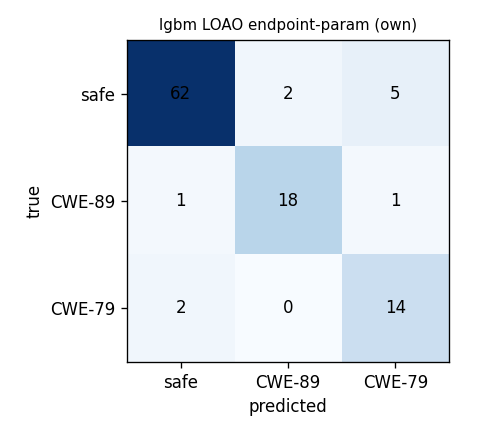 lgbm LOAO endpoint-param (own)
safe 62 2 5
CWE-89 1 18 1
CWE-79 2 0 14
safe CWE-89 CWE-79
true
predicted